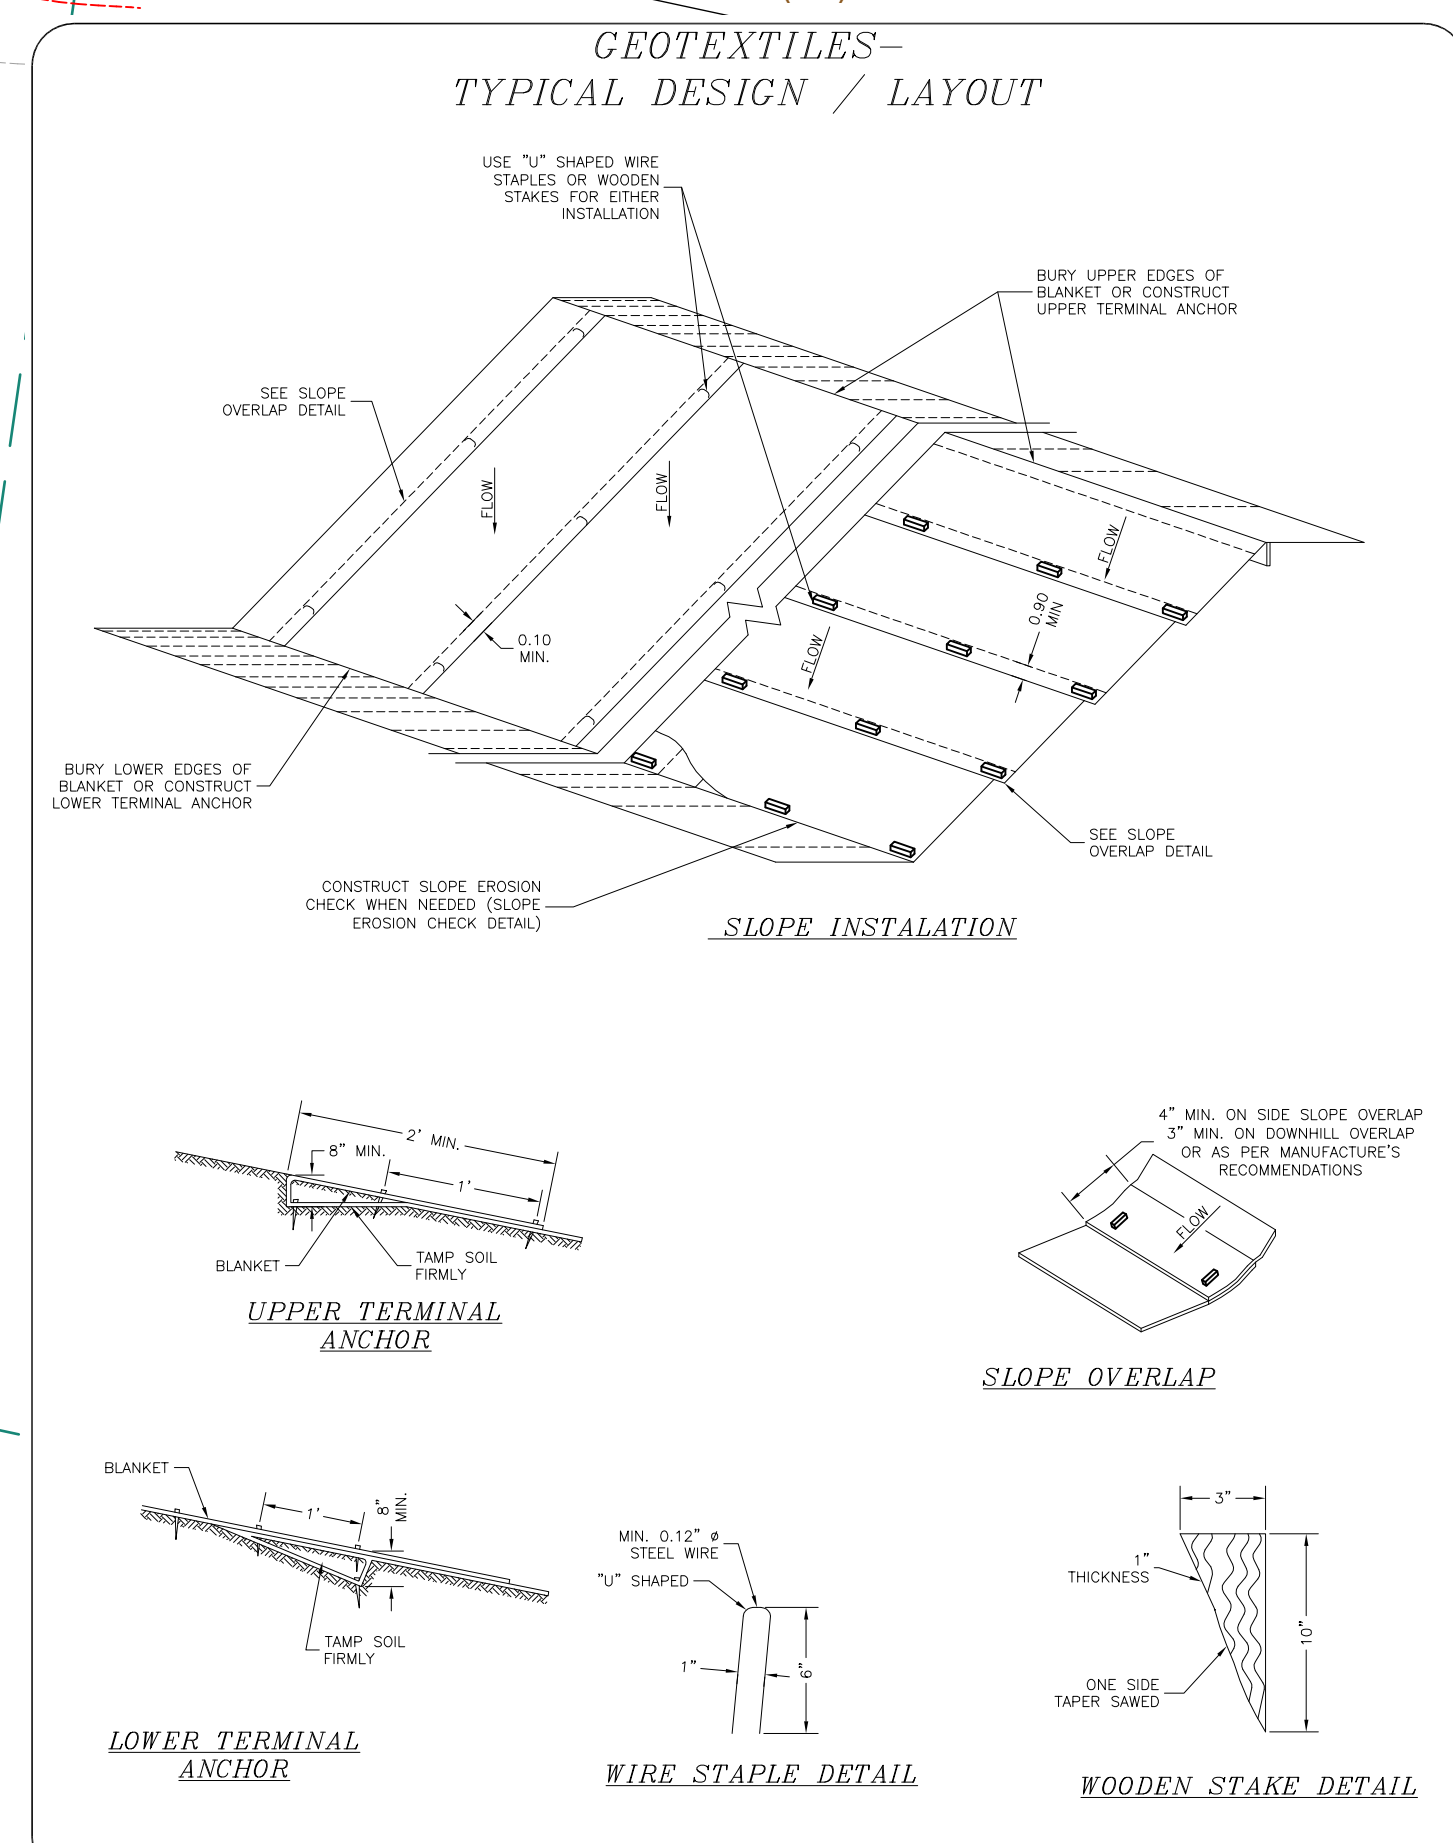 GEOTEXTILES-
TYPICAL DESIGN / LAYOUT
USE "U" SHAPED WIRE
STAPLES OR WOODEN
STAKES FOR EITHER
INSTALLATION
BURY UPPER EDGES OF
BLANKET OR CONSTRUCT
UPPER TERMINAL ANCHOR
SEE SLOPE
OVERLAP DETAIL
FLOW
FLOW
FLOW
0.90
MIN
FLOW
0.10
MIN.
BURY LOWER EDGES OF
BLANKET OR CONSTRUCT
LOWER TERMINAL ANCHOR
SEE SLOPE
OVERLAP DETAIL
CONSTRUCT SLOPE EROSION
CHECK WHEN NEEDED (SLOPE
EROSION CHECK DETAIL)
SLOPE INSTALATION
2' MIN.
8" MIN.
1'
BLANKET
TAMP SOIL
FIRMLY
UPPER TERMINAL
ANCHOR
4" MIN. ON SIDE SLOPE OVERLAP
3" MIN. ON DOWNHILL OVERLAP
OR AS PER MANUFACTURE'S
RECOMMENDATIONS
FLOW
SLOPE OVERLAP
BLANKET
1'
8"
MIN.
TAMP SOIL
FIRMLY
LOWER TERMINAL
ANCHOR
MIN. 0.12" ø
STEEL WIRE
"U" SHAPED
1"
6"
WIRE STAPLE DETAIL
3"
1"
THICKNESS
10"
ONE SIDE
TAPER SAWED
WOODEN STAKE DETAIL